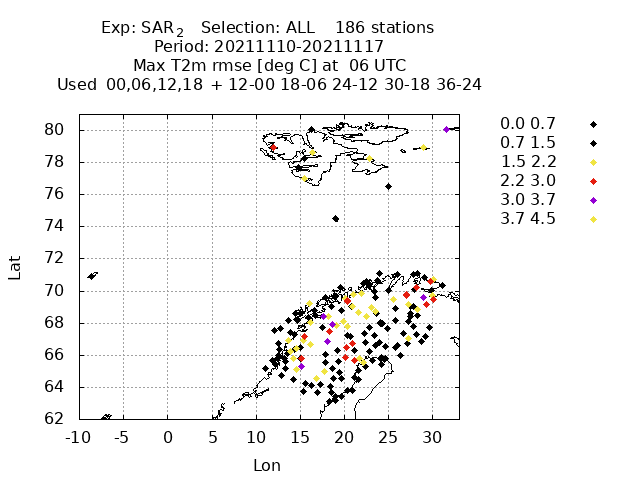 Exp: SAR2 Selection: ALL 186 stations
Period: 20211110-20211117
Max T2m rmse [deg C] at 06 UTC
Used 00,06,12,18 + 12-00 18-06 24-12 30-18 36-24
0.0 0.7
0.7 1.5
1.5 2.2
2.2 3.0
3.0 3.7
3.7 4.5
Lat
80
78
76
74
72
70
68
66
64
62
-10 -5 0 5 10 15 20 25 30
Lon